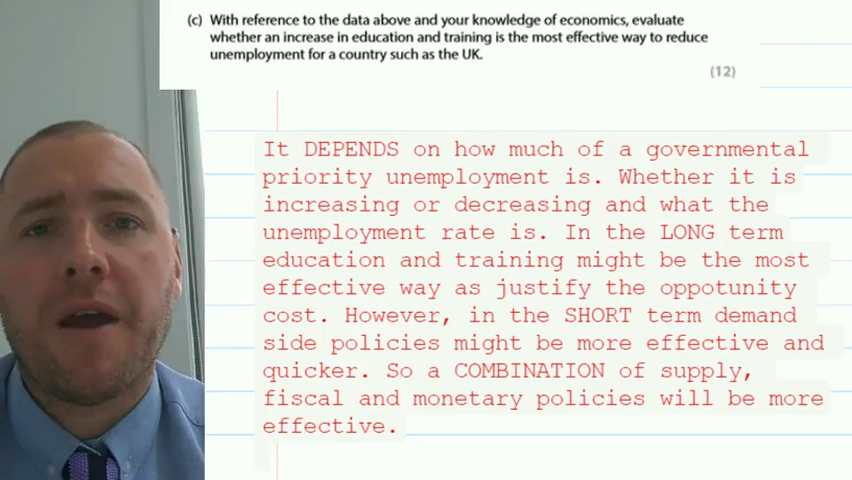 (c) With reference to the data above and your knowledge of economics, evaluate
whether an increase in education and training is the most effective way to reduce
unemployment for a country such as the UK.
(12)
It DEPENDS on how much of a governmental
priority unemployment is. Whether it is
increasing or decreasing and what the
unemployment rate is. In the LONG term
education and training might be the most
effective way as justify the oppotunity
cost. However, in the SHORT term demand
side policies might be more effective and
quicker. So a COMBINATION of supply,
fiscal and monetary policies will be more
effective.